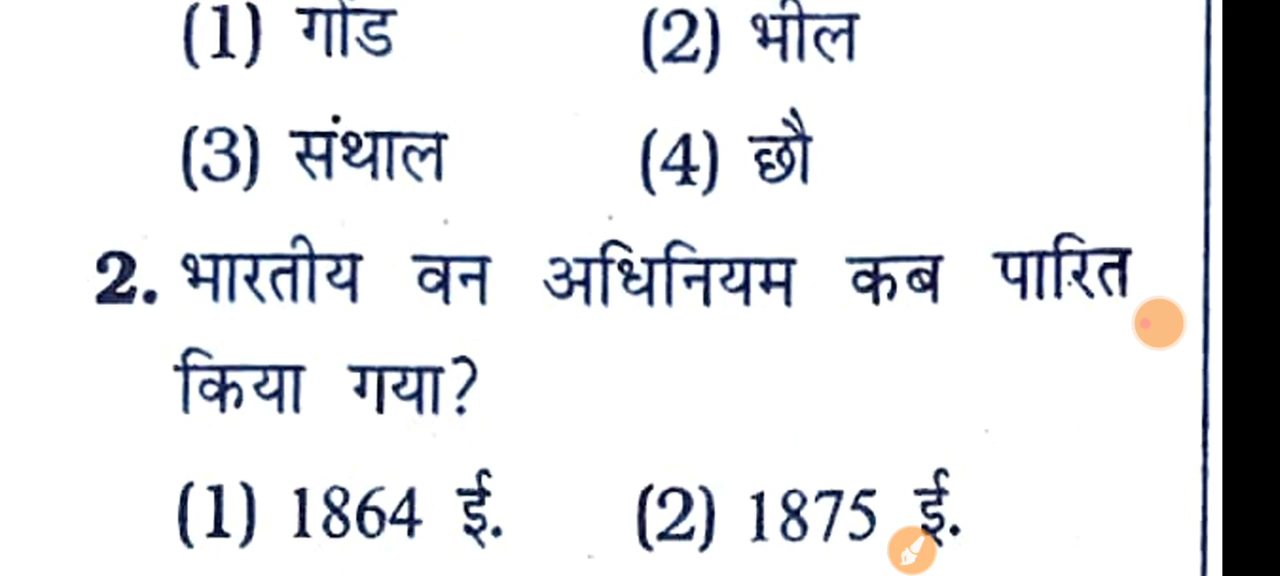 (1) गोंड (2) भील
(3) संथाल (4) छौ
2. भारतीय वन अधिनियम कब पारित
किया गया?
(1) 1864 ई. (2) 1875 ई.